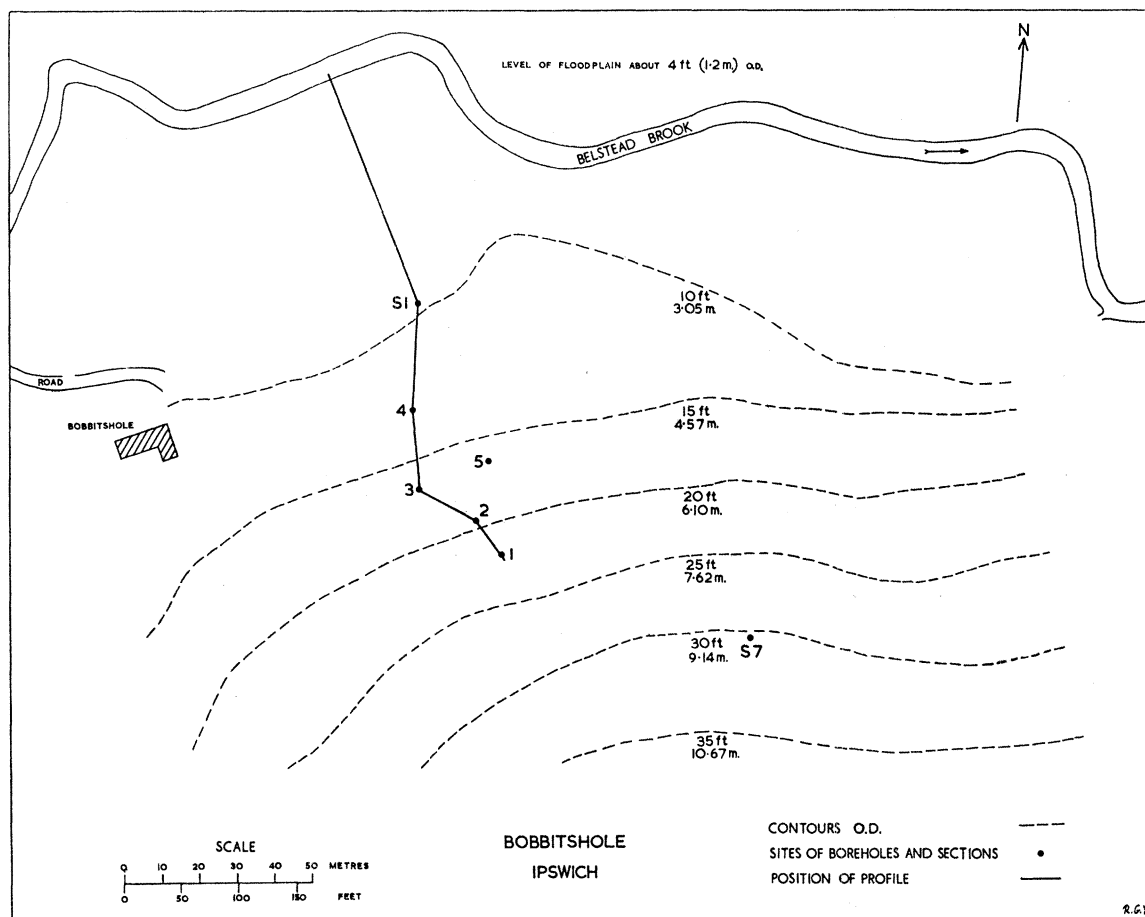 N
LEVEL OF FLOODPLAIN ABOUT 4 ft (1·2 m.) O.D.
BELSTEAD BROOK
S1
10 ft
3·05 m.
ROAD
4
15 ft
4·57 m.
BOBBITSHOLE
5
3
20 ft
6·10 m.
2
1
25 ft
7·62 m.
30 ft
9·14 m.
S7
35 ft
10·67 m.
SCALE
0 10 20 30 40 50 METRES
0 50 100 150 FEET
BOBBITSHOLE
IPSWICH
CONTOURS O.D.
SITES OF BOREHOLES AND SECTIONS
POSITION OF PROFILE